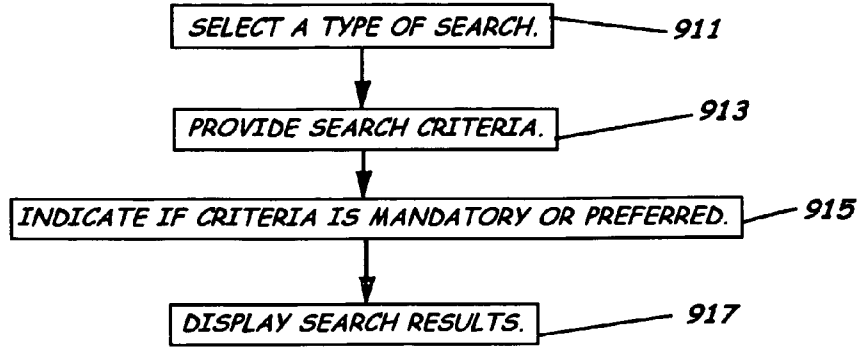 SELECT A TYPE OF SEARCH.
911
PROVIDE SEARCH CRITERIA.
913
INDICATE IF CRITERIA IS MANDATORY OR PREFERRED.
915
DISPLAY SEARCH RESULTS.
917